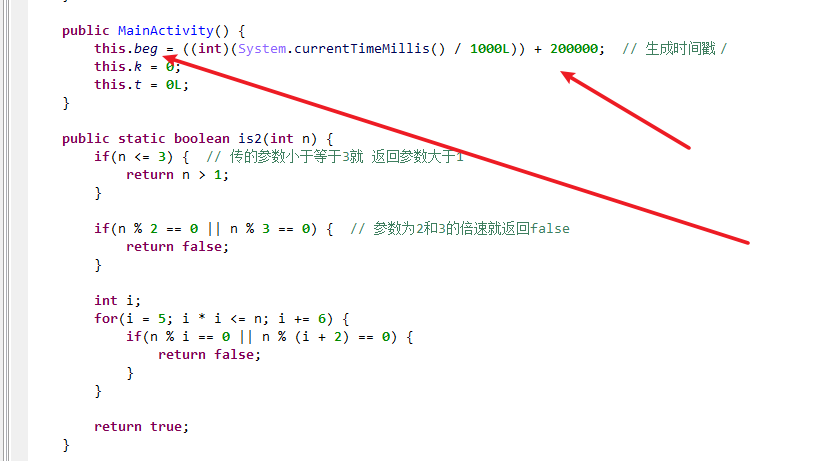 public MainActivity() {
this.beg = ((int)(System.currentTimeMillis() / 1000L)) + 200000;  // 生成时间戳 /
this.k = 0;
this.t = 0L;
}
public static boolean is2(int n) {
if(n <= 3) {  // 传的参数小于等于3就 返回参数大于1
return n > 1;
}
if(n % 2 == 0 || n % 3 == 0) {  // 参数为2和3的倍速就返回false
return false;
}
int i;
for(i = 5; i * i <= n; i += 6) {
if(n % i == 0 || n % (i + 2) == 0) {
return false;
}
}
return true;
}